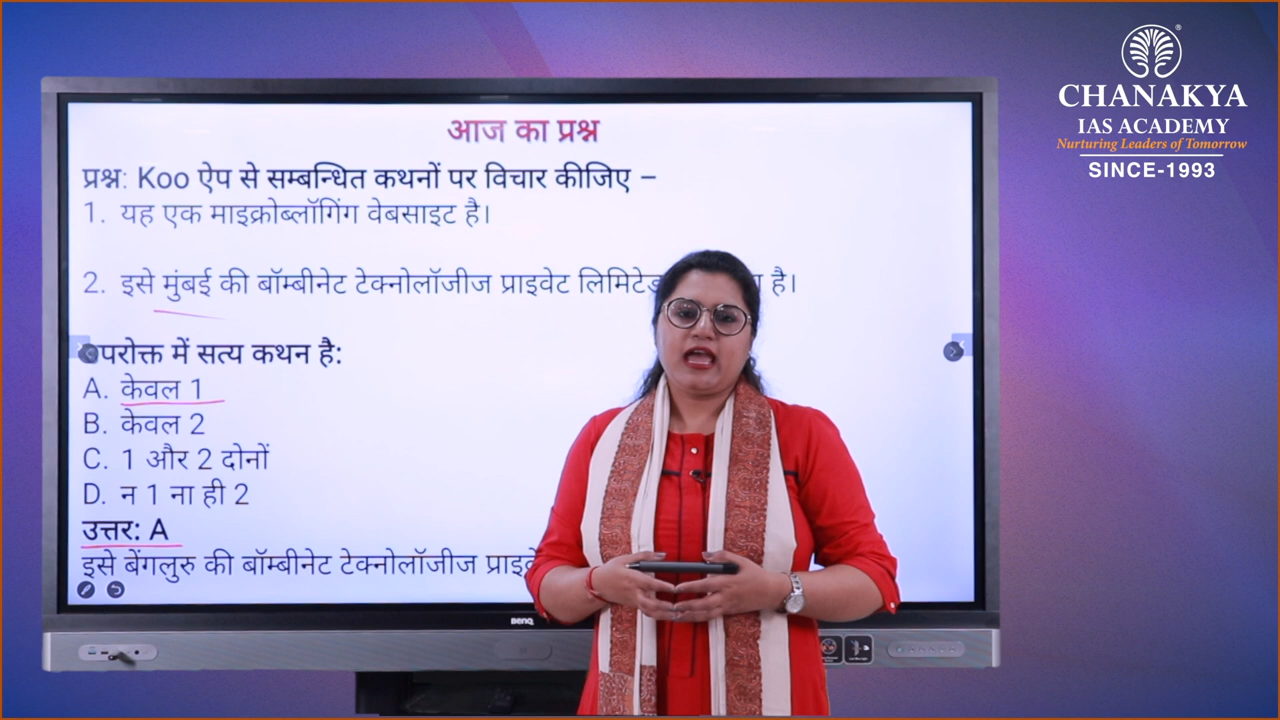 आज का प्रश्न
प्रश्न: Koo ऐप से सम्बन्धित कथनों पर विचार कीजिए –
1. यह एक माइक्रोब्लॉगिंग वेबसाइट है।
2. इसे मुंबई की बॉम्बीनेट टेक्नोलॉजीज प्राइवेट लिमिटेड है।
उपरोक्त में सत्य कथन है:
A. केवल 1
B. केवल 2
C. 1 और 2 दोनों
D. न 1 ना ही 2
उत्तर: A
इसे बेंगलुरु की बॉम्बीनेट टेक्नोलॉजीज
BenQ
CHANAKYA
IAS ACADEMY
Nurturing Leaders of Tomorrow
SINCE-1993